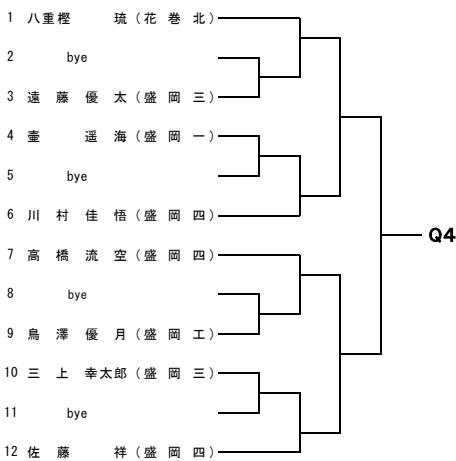 1 八重樫 琉(花巻北)
2 bye
3 遠藤優太(盛岡三)
4 壷 遥海(盛岡一)
5 bye
6 川村佳悟(盛岡四)
Q4
7 高橋流空(盛岡四)
8 bye
9 鳥澤優月(盛岡工)
10 三上幸太郎(盛岡三)
11 bye
12 佐藤 祥(盛岡四)